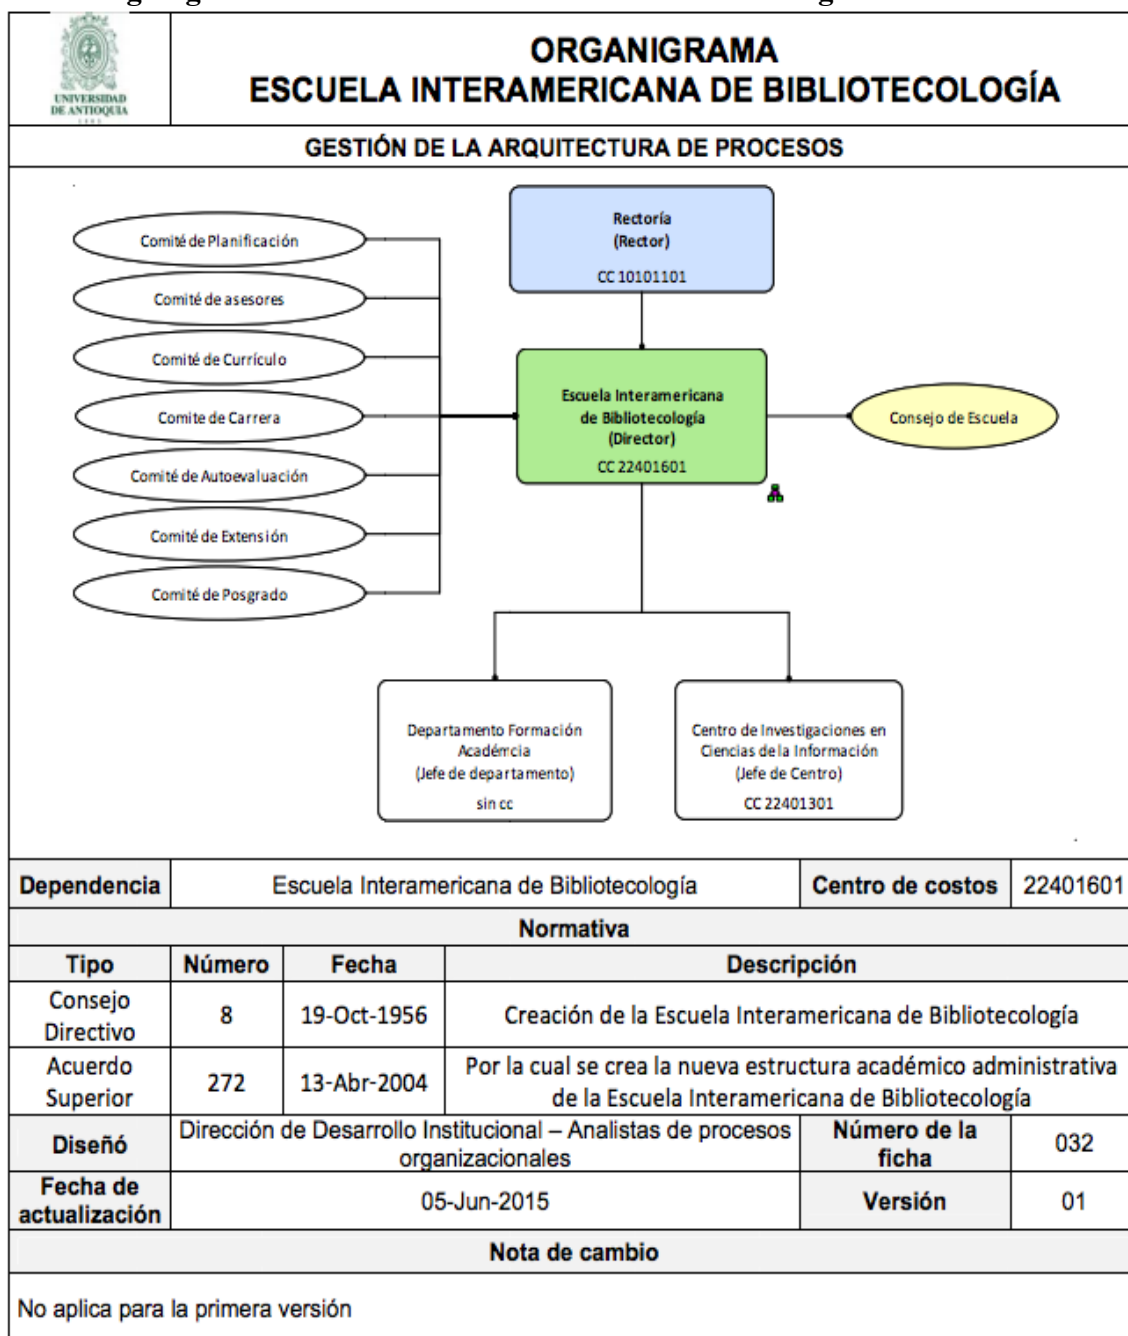 UNIVERSIDAD
DE ANTIOQUIA
1803
ORGANIGRAMA
ESCUELA INTERAMERICANA DE BIBLIOTECOLOGÍA
GESTIÓN DE LA ARQUITECTURA DE PROCESOS
Rectoría
(Rector)
CC 10101101
Comité de Planificación
Comité de asesores
Comité de Currículo
Comite de Carrera
Comité de Autoevaluación
Comité de Extensión
Comité de Posgrado
Escuela Interamericana
de Bibliotecología
(Director)
CC 22401601
Consejo de Escuela
Departamento Formación
Académcia
(Jefe de departamento)
sin cc
Centro de Investigaciones en
Ciencias de la Información
(Jefe de Centro)
CC 22401301
Dependencia Escuela Interamericana de Bibliotecología Centro de costos 22401601
Normativa
Tipo Número Fecha Descripción
Consejo
Directivo 8 19-Oct-1956 Creación de la Escuela Interamericana de Bibliotecología
Acuerdo
Superior 272 13-Abr-2004 Por la cual se crea la nueva estructura académico administrativa
de la Escuela Interamericana de Bibliotecología
Diseñó Dirección de Desarrollo Institucional – Analistas de procesos
organizacionales
Número de la
ficha 032
Fecha de
actualización 05-Jun-2015 Versión 01
Nota de cambio
No aplica para la primera versión